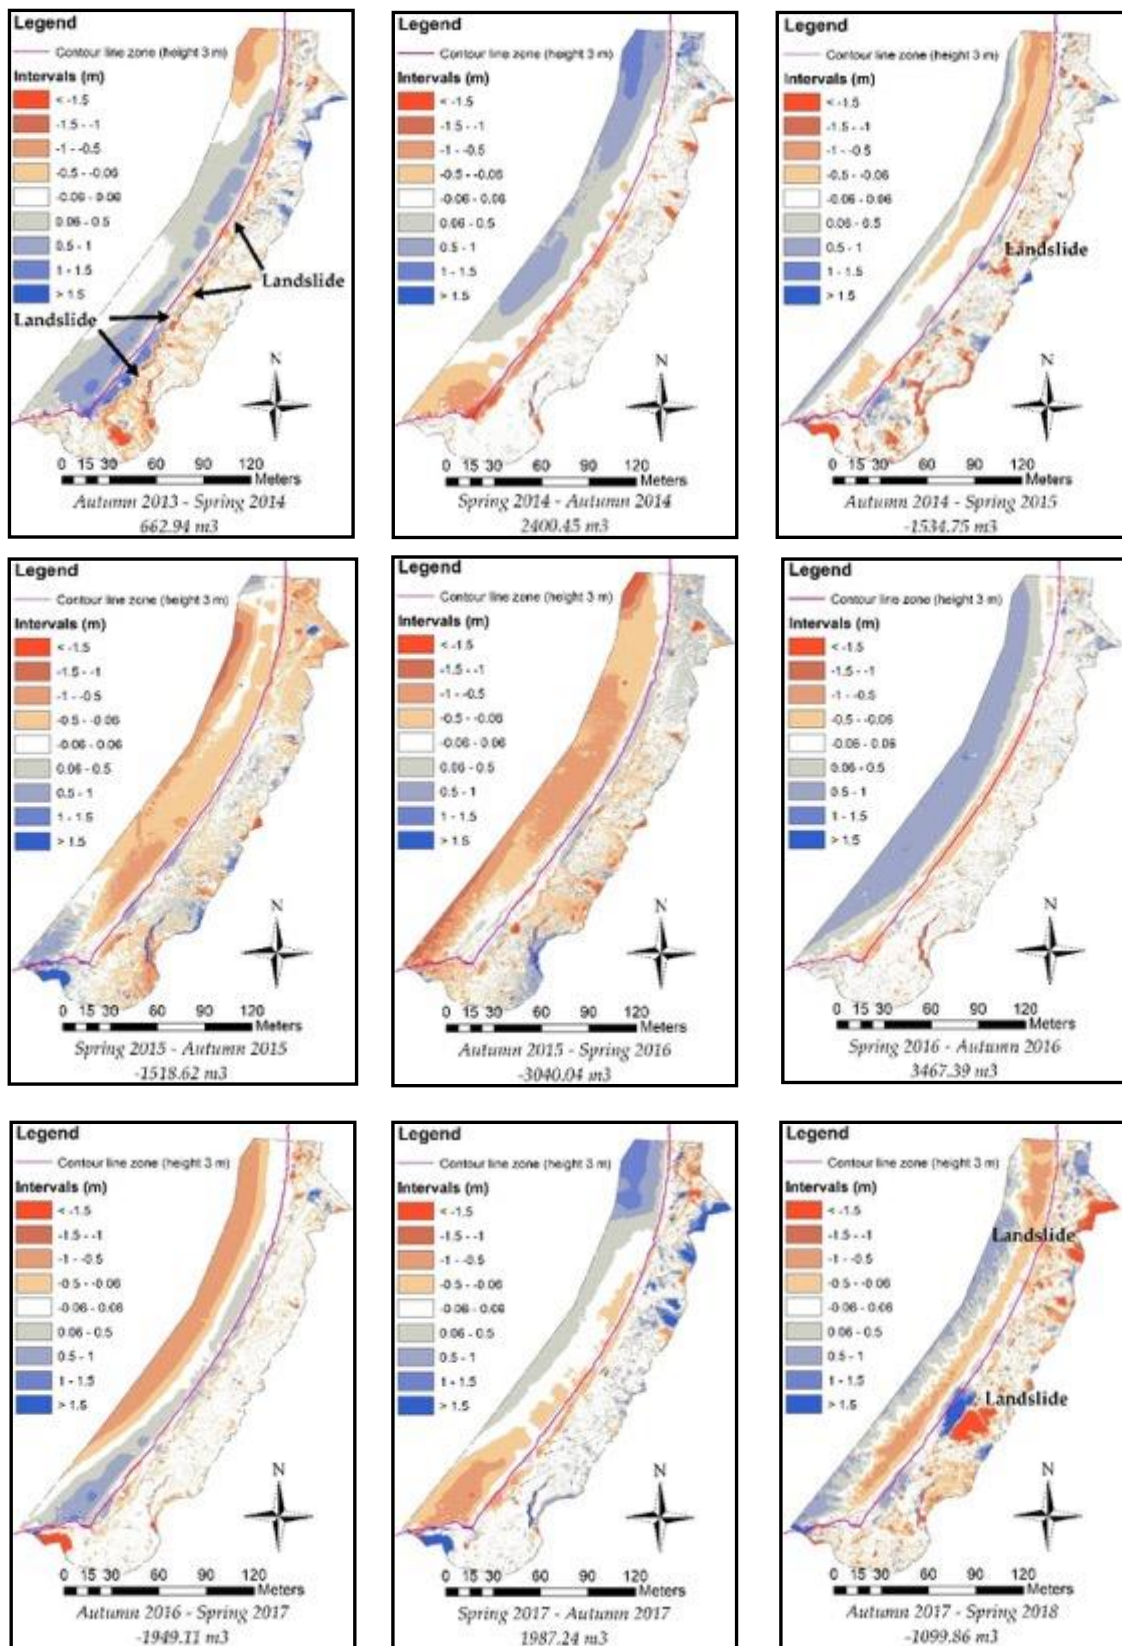 Legend
Contour line zone (height 3 m)
Intervals (m)
< -1.5
-1.5 - -1
-1 - -0.5
-0.5 - -0.06
-0.06 - 0.06
0.06 - 0.5
0.5 - 1
1 - 1.5
> 1.5
Landslide
Landslide
N
0 15 30 60 90 120
Meters
Autumn 2013 - Spring 2014
662.94 m3
Legend
Contour line zone (height 3 m)
Intervals (m)
< -1.5
-1.5 - -1
-1 - -0.5
-0.5 - -0.06
-0.06 - 0.06
0.06 - 0.5
0.5 - 1
1 - 1.5
> 1.5
N
0 15 30 60 90 120
Meters
Spring 2014 - Autumn 2014
2400.45 m3
Legend
Contour line zone (height 3 m)
Intervals (m)
< -1.5
-1.5 - -1
-1 - -0.5
-0.5 - -0.06
-0.06 - 0.06
0.06 - 0.5
0.5 - 1
1 - 1.5
> 1.5
Landslide
N
0 15 30 60 90 120
Meters
Autumn 2014 - Spring 2015
-1534.75 m3
Legend
Contour line zone (height 3 m)
Intervals (m)
< -1.5
-1.5 - -1
-1 - -0.5
-0.5 - -0.06
-0.06 - 0.06
0.06 - 0.5
0.5 - 1
1 - 1.5
> 1.5
N
0 15 30 60 90 120
Meters
Spring 2015 - Autumn 2015
-1518.62 m3
Legend
Contour line zone (height 3 m)
Intervals (m)
< -1.5
-1.5 - -1
-1 - -0.5
-0.5 - -0.06
-0.06 - 0.06
0.06 - 0.5
0.5 - 1
1 - 1.5
> 1.5
N
0 15 30 60 90 120
Meters
Autumn 2015 - Spring 2016
-3040.04 m3
Legend
Contour line zone (height 3 m)
Intervals (m)
< -1.5
-1.5 - -1
-1 - -0.5
-0.5 - -0.06
-0.06 - 0.06
0.06 - 0.5
0.5 - 1
1 - 1.5
> 1.5
N
0 15 30 60 90 120
Meters
Spring 2016 - Autumn 2016
3467.39 m3
Legend
Contour line zone (height 3 m)
Intervals (m)
< -1.5
-1.5 - -1
-1 - -0.5
-0.5 - -0.06
-0.06 - 0.06
0.06 - 0.5
0.5 - 1
1 - 1.5
> 1.5
N
0 15 30 60 90 120
Meters
Autumn 2016 - Spring 2017
-1949.11 m3
Legend
Contour line zone (height 3 m)
Intervals (m)
< -1.5
-1.5 - -1
-1 - -0.5
-0.5 - -0.06
-0.06 - 0.06
0.06 - 0.5
0.5 - 1
1 - 1.5
> 1.5
N
0 15 30 60 90 120
Meters
Spring 2017 - Autumn 2017
1987.24 m3
Legend
Contour line zone (height 3 m)
Intervals (m)
< -1.5
-1.5 - -1
-1 - -0.5
-0.5 - -0.06
-0.06 - 0.06
0.06 - 0.5
0.5 - 1
1 - 1.5
> 1.5
Landslide
Landslide
N
0 15 30 60 90 120
Meters
Autumn 2017 - Spring 2018
-1099.86 m3